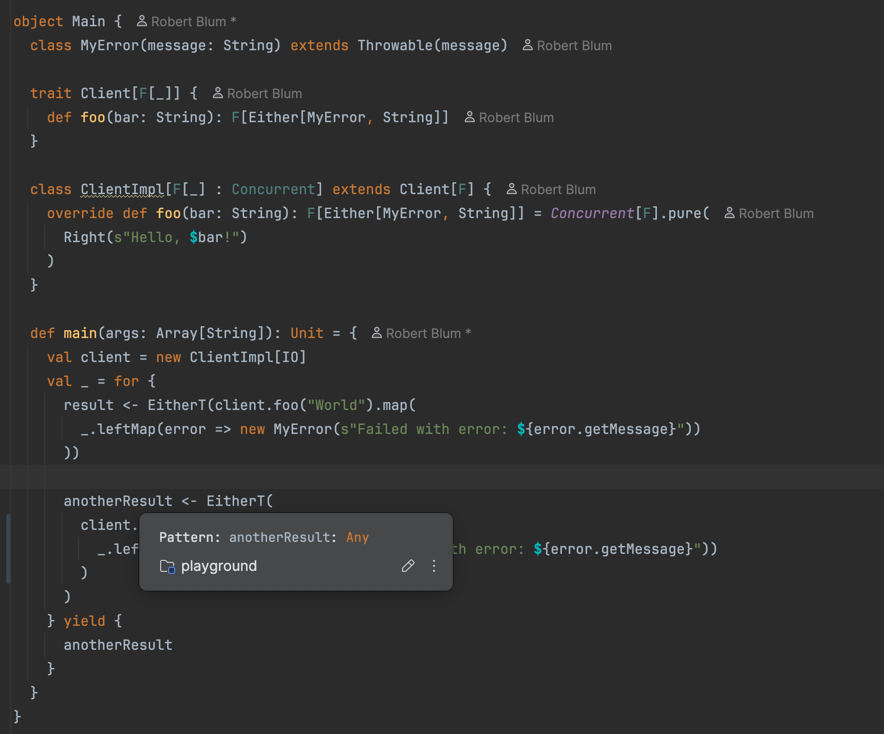 object Main { Robert Blum *
class MyError(message: String) extends Throwable(message) Robert Blum
trait Client[F[_]] { Robert Blum
def foo(bar: String): F[Either[MyError, String]] Robert Blum
}
class ClientImpl[F[_] : Concurrent] extends Client[F] { Robert Blum
override def foo(bar: String): F[Either[MyError, String]] = Concurrent[F].pure( Robert Blum
Right(s"Hello, $bar!")
)
}
def main(args: Array[String]): Unit = { Robert Blum *
val client = new ClientImpl[IO]
val _ = for {
result <- EitherT(client.foo("World").map(
_.leftMap(error => new MyError(s"Failed with error: ${error.getMessage}"))
))
anotherResult <- EitherT(
client.
Pattern: anotherResult: Any
_.lef
th error: ${error.getMessage}"))
playground
)
)
} yield {
anotherResult
}
}
}